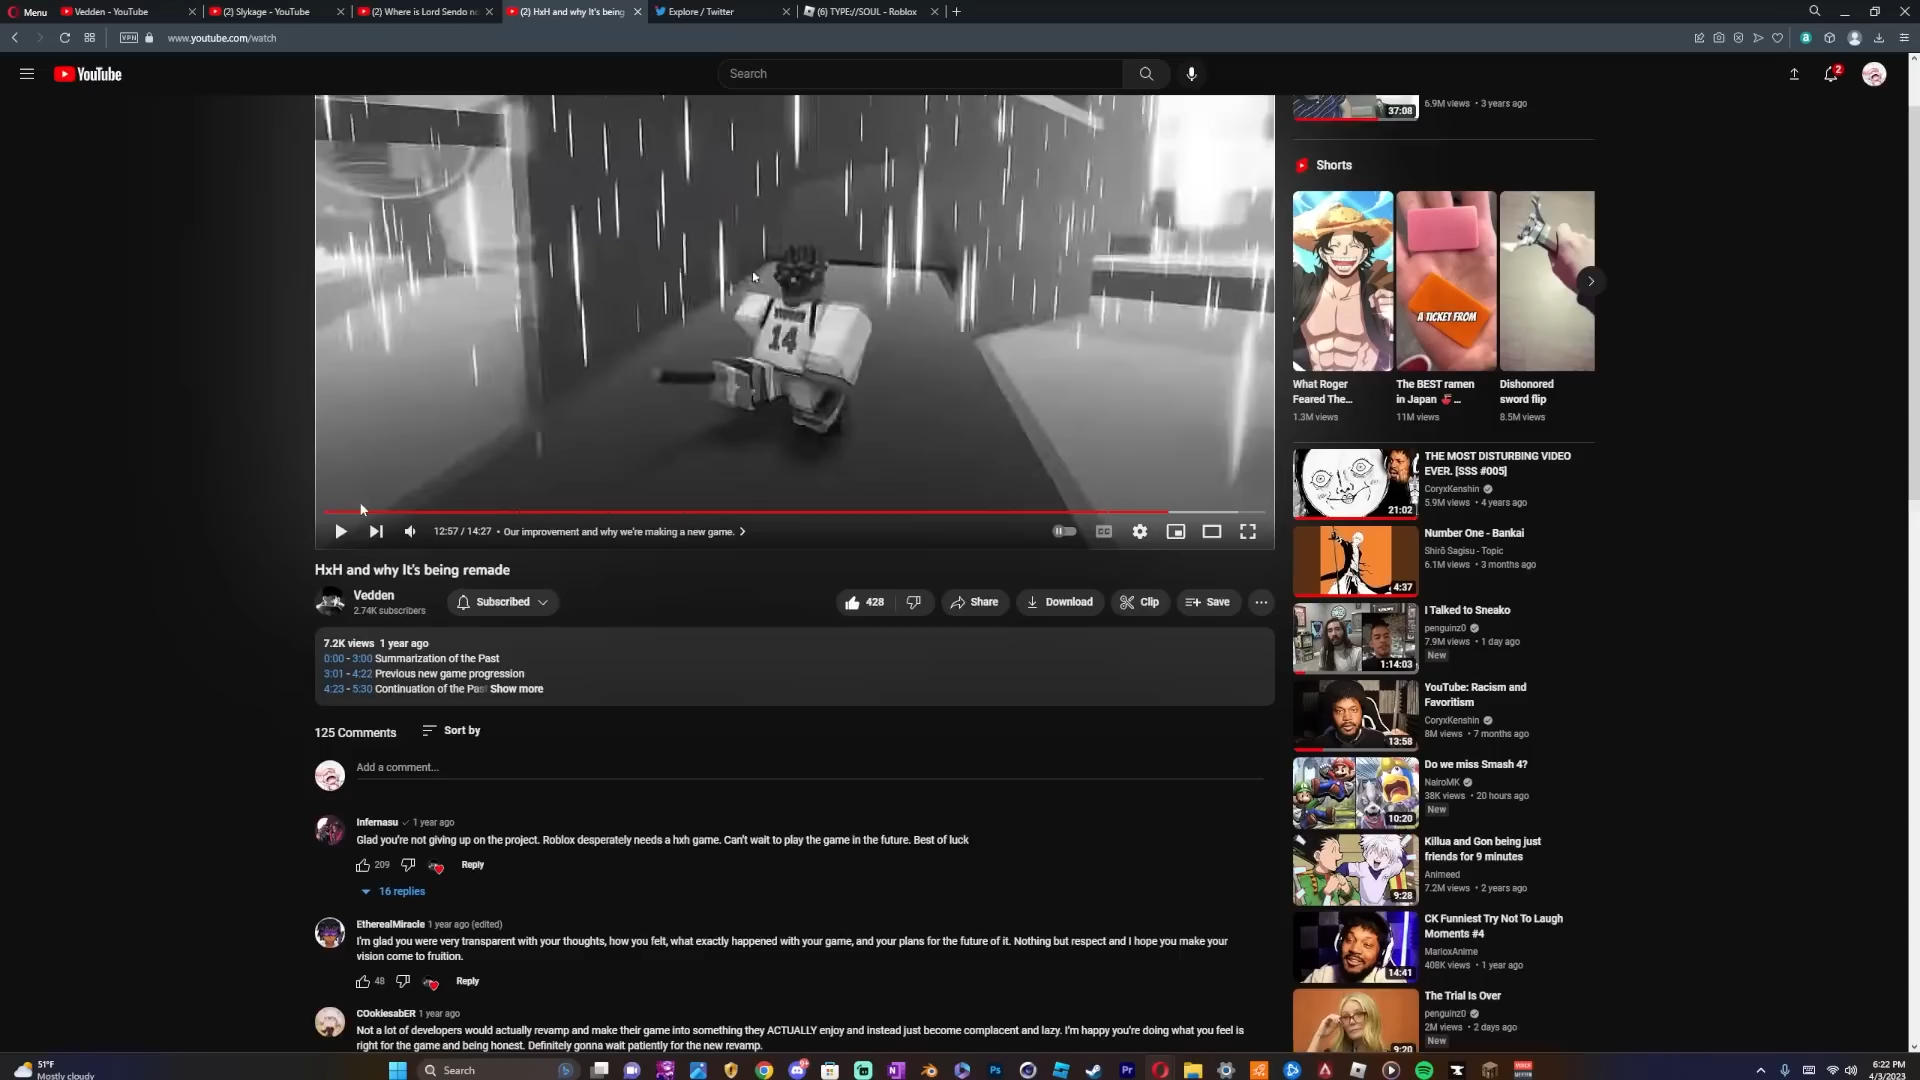 Menu
Vedden - YouTube
(2) Slykage - YouTube
(2) Where is Lord Sendo n
(2) HxH and why It's being
Explore / Twitter
(6) TYPE://SOUL - Roblox
VPN
www.youtube.com/watch
YouTube
Search
2
14
37:08
6.9M views • 3 years ago
Shorts
A TICKET FROM
What Roger
Feared The...
1.3M views
The BEST ramen
in Japan 🍜 ...
11M views
Dishonored
sword flip
8.5M views
12:57 / 14:27 • Our improvement and why we're making a new game.
CC
HxH and why It's being remade
Vedden
2.74K subscribers
Subscribed
428
Share
Download
Clip
Save
7.2K views 1 year ago
0:00 - 3:00 Summarization of the Past
3:01 - 4:22 Previous new game progression
4:23 - 5:30 Continuation of the Pas Show more
125 Comments
Sort by
Add a comment...
Infernasu 1 year ago
Glad you're not giving up on the project. Roblox desperately needs a hxh game. Can't wait to play the game in the future. Best of luck
209
Reply
16 replies
EtherealMiracle 1 year ago (edited)
I'm glad you were very transparent with your thoughts, how you felt, what exactly happened with your game, and your plans for the future of it. Nothing but respect and I hope you make your
vision come to fruition.
48
Reply
COokiesabER 1 year ago
Not a lot of developers would actually revamp and make their game into something they ACTUALLY enjoy and instead just become complacent and lazy. I'm happy you're doing what you feel is
right for the game and being honest. Definitely gonna wait patiently for the new revamp.
THE MOST DISTURBING VIDEO
EVER. [SSS #005]
CoryxKenshin
5.9M views • 4 years ago
21:02
Number One - Bankai
Shirō Sagisu - Topic
6.1M views • 3 months ago
4:37
I Talked to Sneako
penguinz0
7.9M views • 1 day ago
New
1:14:03
YouTube: Racism and
Favoritism
CoryxKenshin
8M views • 7 months ago
13:58
Do we miss Smash 4?
NairoMK
38K views • 20 hours ago
New
10:20
Killua and Gon being just
friends for 9 minutes
Animeed
7.2M views • 2 years ago
9:28
CK Funniest Try Not To Laugh
Moments #4
MarloxAnime
408K views • 1 year ago
14:41
The Trial Is Over
penguinz0
2M views • 2 days ago
New
9:20
51°F
Mostly cloudy
Search
Ps
Pr
6:22 PM
4/3/2023